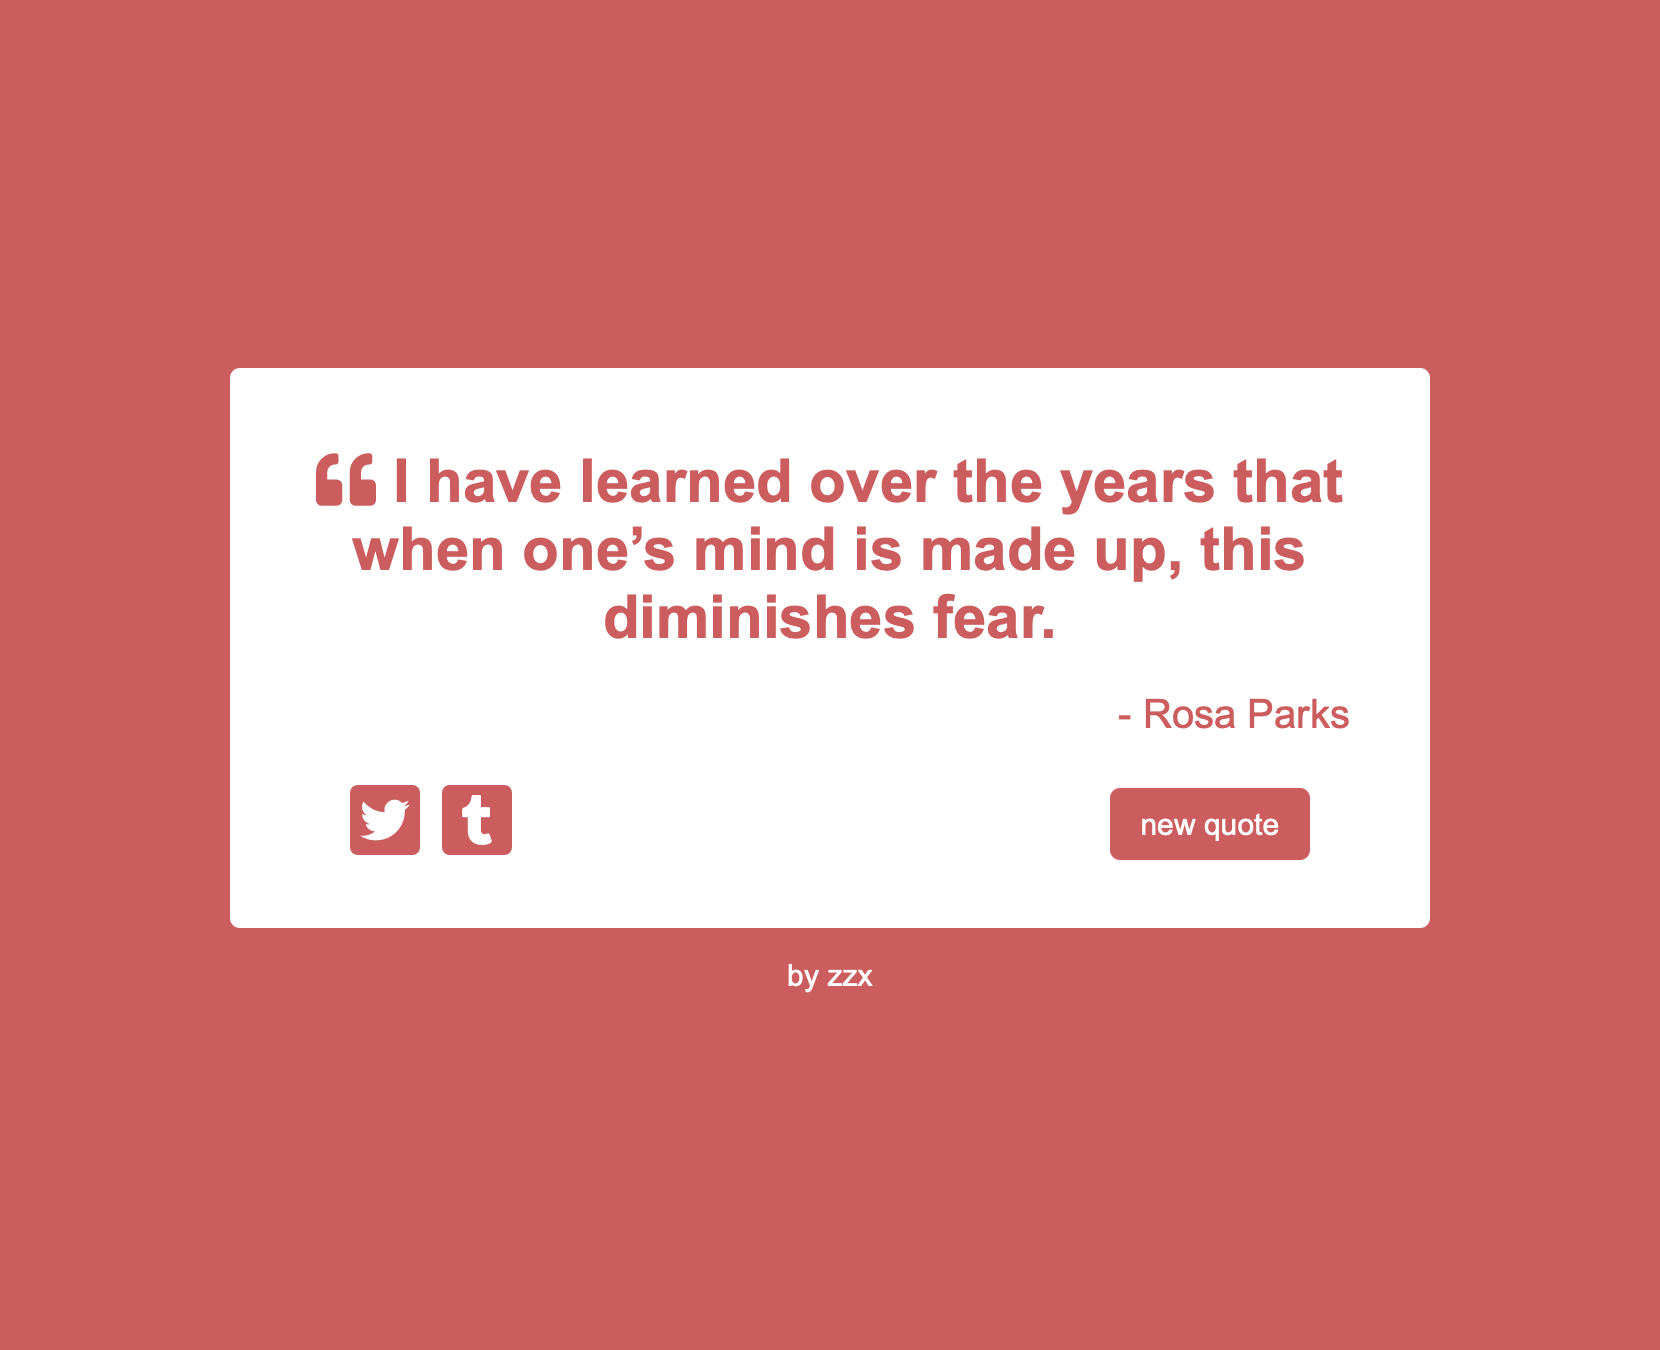 “ I have learned over the years that
when one’s mind is made up, this
diminishes fear.
- Rosa Parks
new quote
by zzx